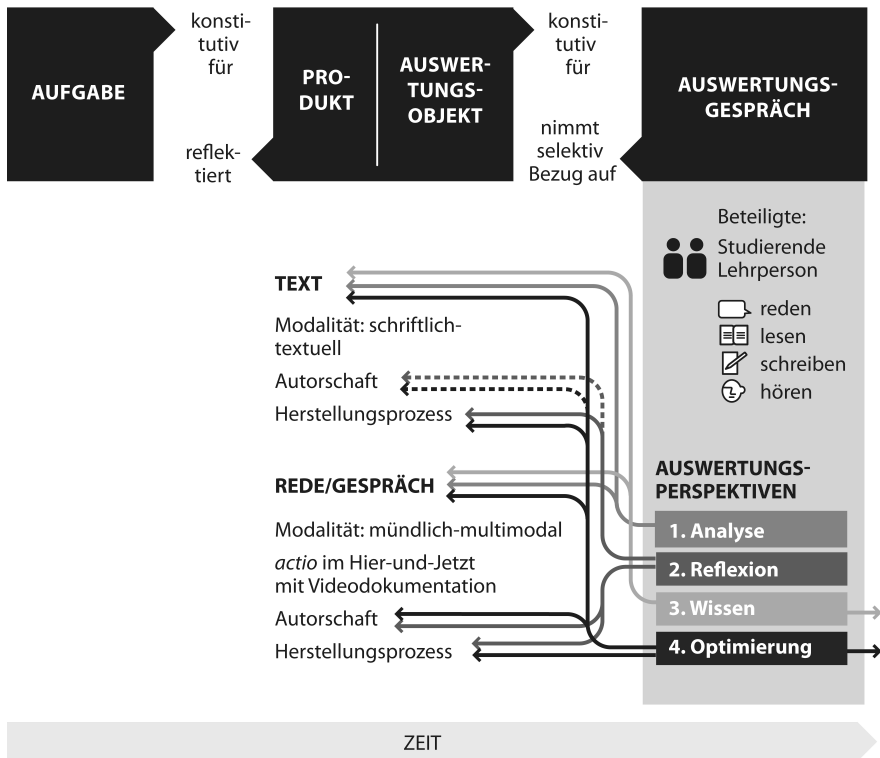 AUFGABE
konsti-
tutiv
für
reflek-
tiert
PRO-
DUKT
AUSWER-
TUNGS-
OBJEKT
konsti-
tutiv
für
nimmt
selektiv
Bezug auf
AUSWERTUNGS-
GESPRÄCH
Beteiligte:
Studierende
Lehrperson
reden
lesen
schreiben
hören
TEXT
Modalität: schriftlich-
textuell
Autorschaft
Herstellungsprozess
REDE/GESPRÄCH
Modalität: mündlich-multimodal
actio im Hier-und-Jetzt
mit Videodokumentation
Autorschaft
Herstellungsprozess
AUSWERTUNGS-
PERSPEKTIVEN
1. Analyse
2. Reflexion
3. Wissen
4. Optimierung
ZEIT